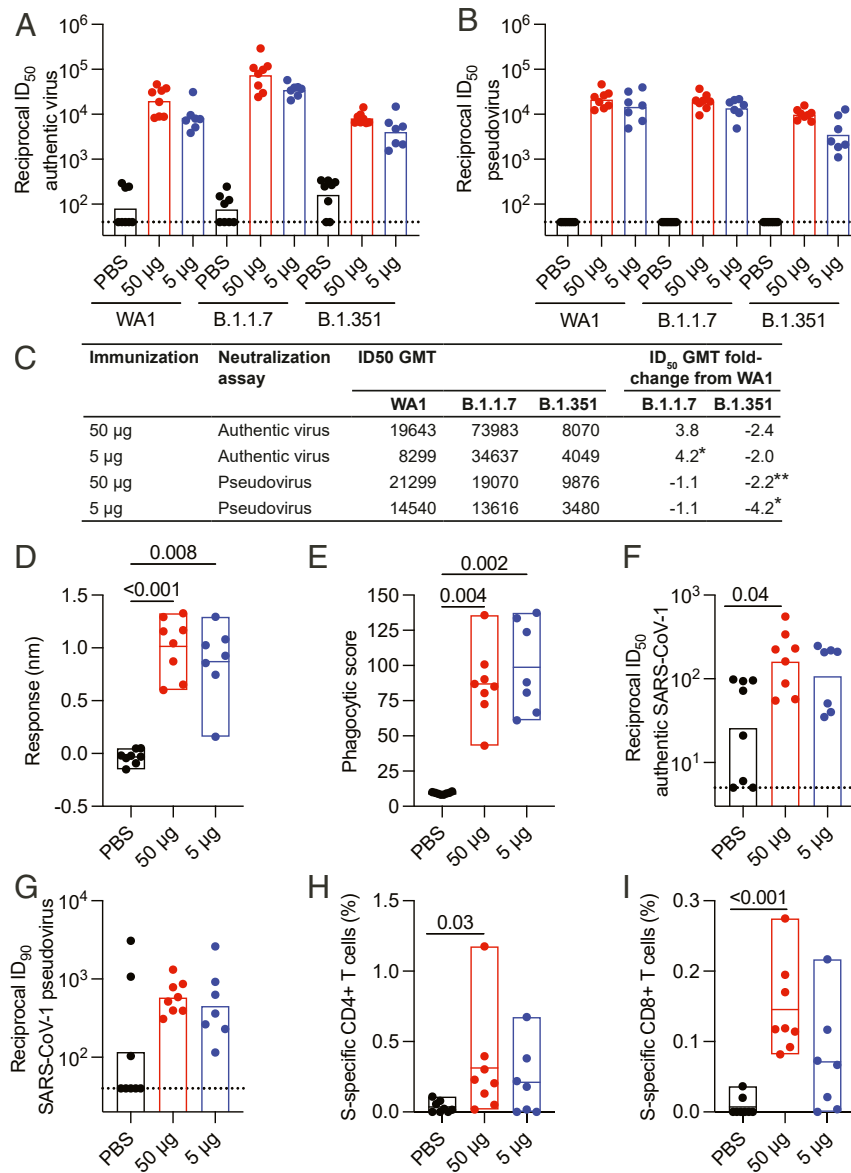 A
Reciprocal ID50
authentic virus
10^6
10^5
10^4
10^3
10^2
PBS
50 µg
5 µg
PBS
50 µg
5 µg
PBS
50 µg
5 µg
WA1
B.1.1.7
B.1.351
B
Reciprocal ID50
pseudovirus
10^6
10^5
10^4
10^3
10^2
PBS
50 µg
5 µg
PBS
50 µg
5 µg
PBS
50 µg
5 µg
WA1
B.1.1.7
B.1.351
C
Immunization Neutralization assay ID50 GMT ID50 GMT fold-change from WA1
WA1 B.1.1.7 B.1.351 B.1.1.7 B.1.351
50 µg Authentic virus 19643 73983 8070 3.8 -2.4
5 µg Authentic virus 8299 34637 4049 4.2* -2.0
50 µg Pseudovirus 21299 19070 9876 -1.1 -2.2**
5 µg Pseudovirus 14540 13616 3480 -1.1 -4.2*
D
0.008
<0.001
Response (nm)
1.5
1.0
0.5
0.0
-0.5
PBS
50 µg
5 µg
E
0.002
0.004
Phagocytic score
150
125
100
75
50
25
0
PBS
50 µg
5 µg
F
0.04
Reciprocal ID50
authentic SARS-CoV-1
10^3
10^2
10^1
PBS
50 µg
5 µg
G
Reciprocal ID90
SARS-CoV-1 pseudovirus
10^4
10^3
10^2
PBS
50 µg
5 µg
H
0.03
S-specific CD4+ T cells (%)
1.5
1.0
0.5
0.0
PBS
50 µg
5 µg
I
<0.001
S-specific CD8+ T cells (%)
0.3
0.2
0.1
0.0
PBS
50 µg
5 µg